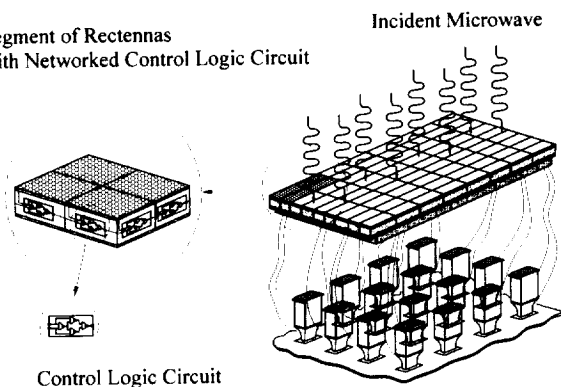 egment of Rectennas
ith Networked Control Logic Circuit
Incident Microwave
Control Logic Circuit